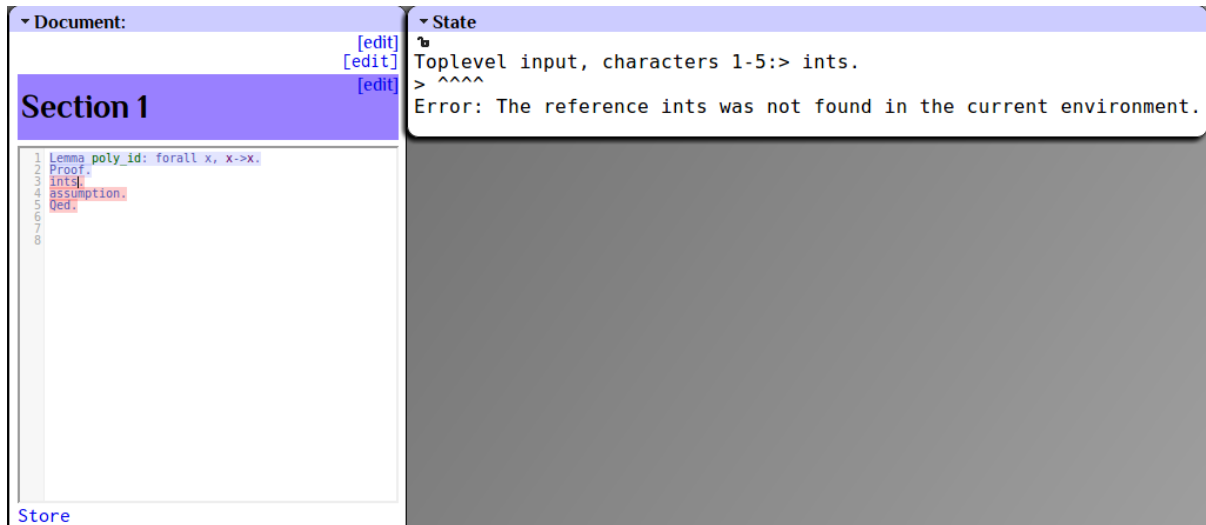 Document:
[edit]
[edit]
[edit]
Section 1
1 Lemma poly_id: forall x, x->x.
2 Proof.
3 ints.
4 assumption.
5 Qed.
6
7
8
Store
State
Toplevel input, characters 1-5:> ints.
> ^^^^
Error: The reference ints was not found in the current environment.